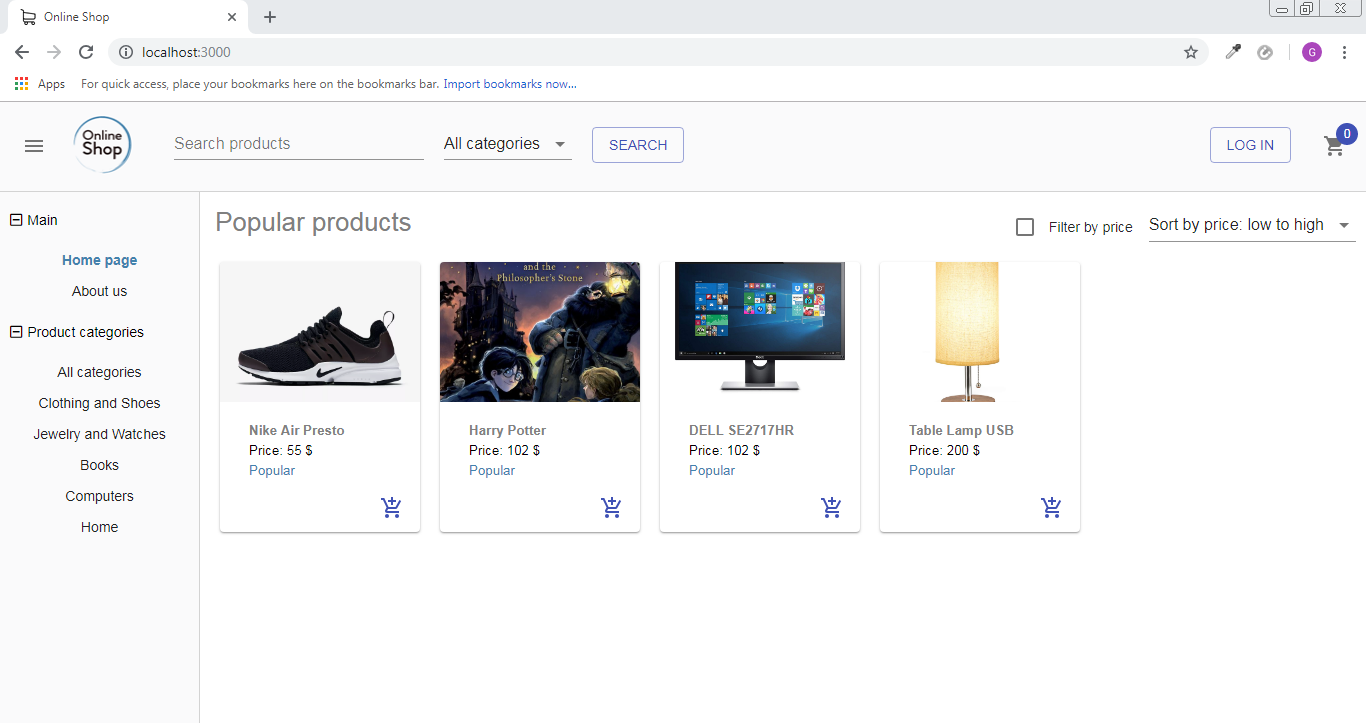 Online Shop
localhost:3000
G
Apps For quick access, place your bookmarks here on the bookmarks bar. Import bookmarks now...
Online
Shop
Search products
All categories
SEARCH
LOG IN
0
Main
Home page
About us
Product categories
All categories
Clothing and Shoes
Jewelry and Watches
Books
Computers
Home
Popular products
Filter by price
Sort by price: low to high
Nike Air Presto
Price: 55 $
Popular
and the
Philosopher's Stone
Harry Potter
Price: 102 $
Popular
DELL SE2717HR
Price: 102 $
Popular
Table Lamp USB
Price: 200 $
Popular